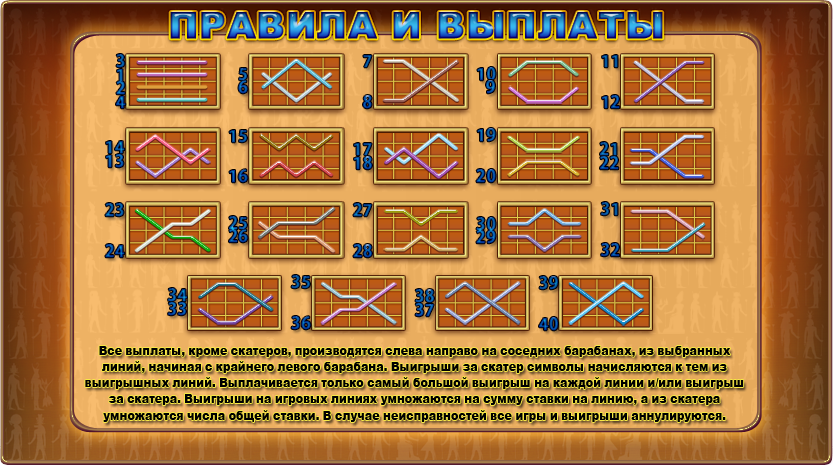 ПРАВИЛА И ВЫПЛАТЫ
3 5 7 10 11
1 6 8 9 12
2
4
14 15 17 19 21
13 16 18 20 22
23 25 27 30 31
24 26 28 29 32
34 35 38 39
33 36 37 40
Все выплаты, кроме скатеров, производятся слева направо на соседних барабанах, из выбранных
линий, начиная с крайнего левого барабана. Выигрыши за скатер символы начисляются к тем из
выигрышных линий. Выплачивается только самый большой выигрыш на каждой линии и/или выигрыш
за скатера. Выигрыши на игровых линиях умножаются на сумму ставки на линию, а из скатера
умножаются числа общей ставки. В случае неисправностей все игры и выигрыши аннулируются.